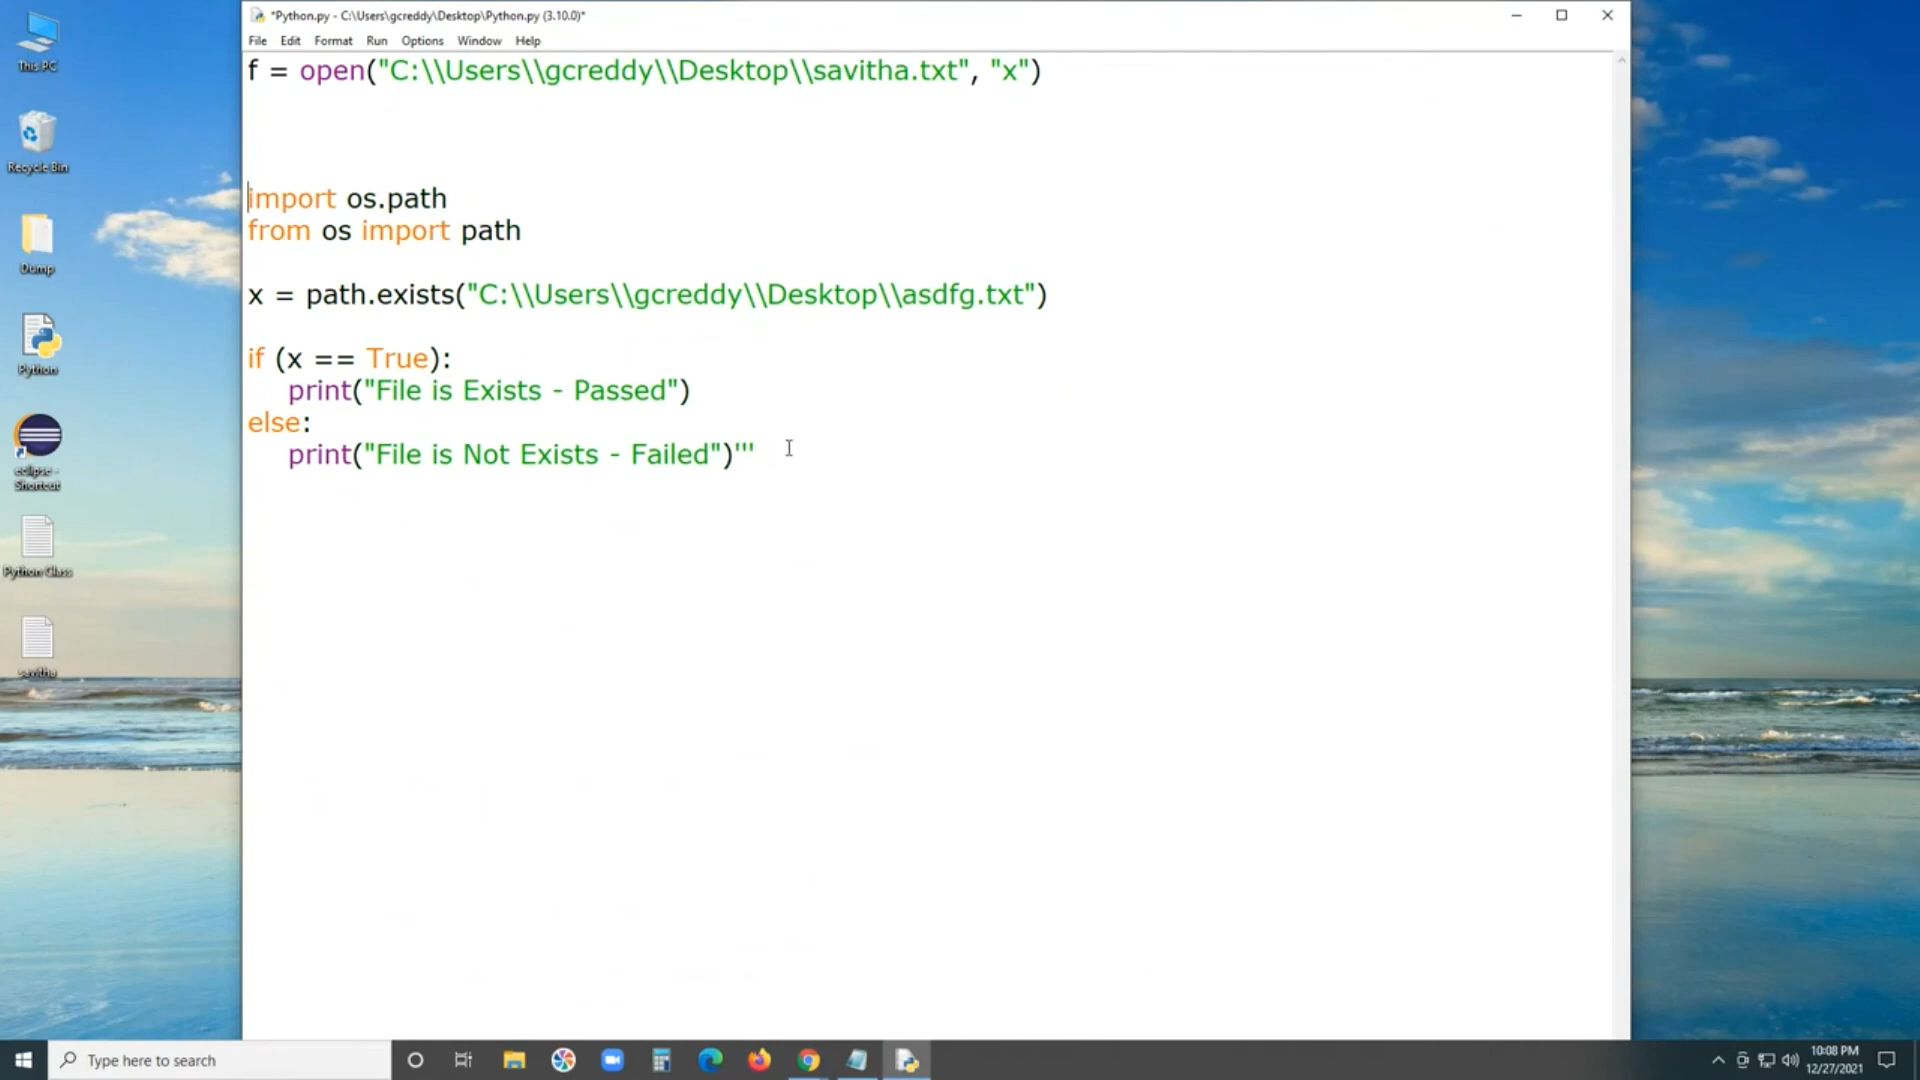 *Python.py - C:\Users\gcreddy\Desktop\Python.py (3.10.0)*
File Edit Format Run Options Window Help
f = open("C:\\Users\\gcreddy\\Desktop\\savitha.txt", "x")
import os.path
from os import path
x = path.exists("C:\\Users\\gcreddy\\Desktop\\asdfg.txt")
if (x == True):
print("File is Exists - Passed")
else:
print("File is Not Exists - Failed")'''
This PC
Recycle Bin
Dump
Python
eclipse -
Shortcut
Python Class
savitha
Type here to search
10:08 PM
12/27/2021